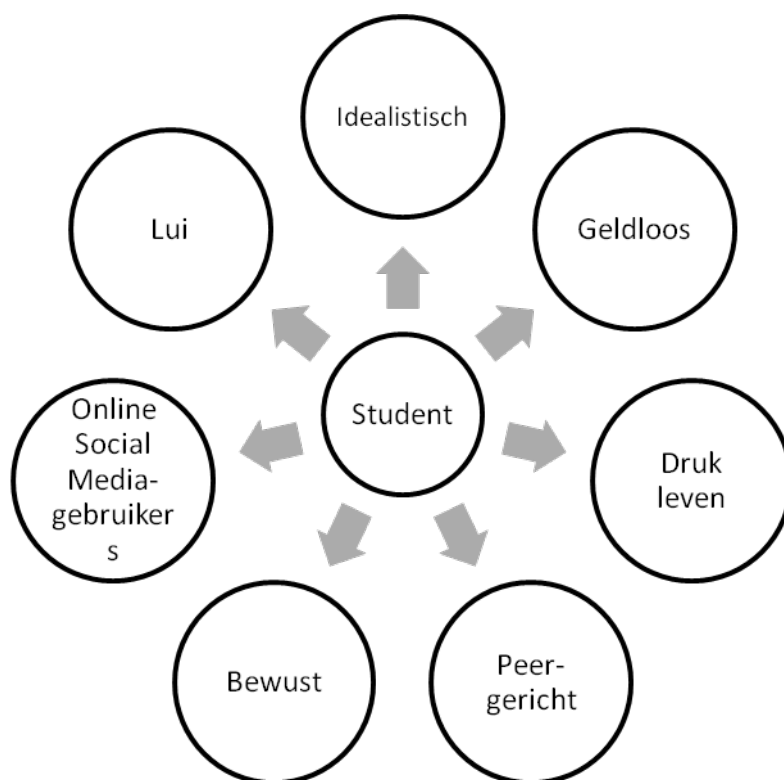 Idealistisch
Geldloos
Druk
leven
Peer-
gericht
Bewust
Online
Social
Media-
gebruiker
s
Lui
Student